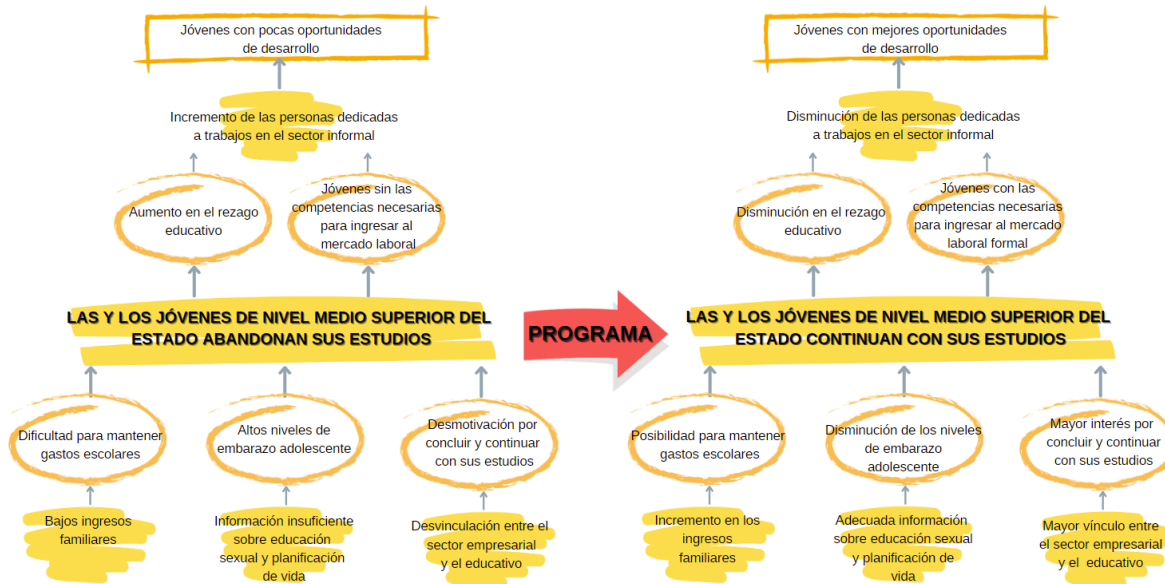 Jóvenes con pocas oportunidades
de desarrollo
Incremento de las personas dedicadas
a trabajos en el sector informal
Aumento en el rezago
educativo
Jóvenes sin las
competencias necesarias
para ingresar al
mercado laboral
LAS Y LOS JÓVENES DE NIVEL MEDIO SUPERIOR DEL
ESTADO ABANDONAN SUS ESTUDIOS
Dificultad para mantener
gastos escolares
Altos niveles de
embarazo adolescente
Desmotivación por
concluir y continuar
con sus estudios
Bajos ingresos
familiares
Información insuficiente
sobre educación
sexual y planificación
de vida
Desvinculación entre el
sector empresarial
y el educativo
PROGRAMA
Jóvenes con mejores oportunidades
de desarrollo
Disminución de las personas dedicadas
a trabajos en el sector informal
Disminución en el rezago
educativo
Jóvenes con las
competencias necesarias
para ingresar al mercado
laboral formal
LAS Y LOS JÓVENES DE NIVEL MEDIO SUPERIOR DEL
ESTADO CONTINUAN CON SUS ESTUDIOS
Posibilidad para mantener
gastos escolares
Disminución de los niveles
de embarazo
adolescente
Mayor interés por
concluir y continuar
con sus estudios
Incremento en los
ingresos
familiares
Adecuada información
sobre educación sexual
y planificación de
vida
Mayor vínculo entre
el sector empresarial
y el educativo